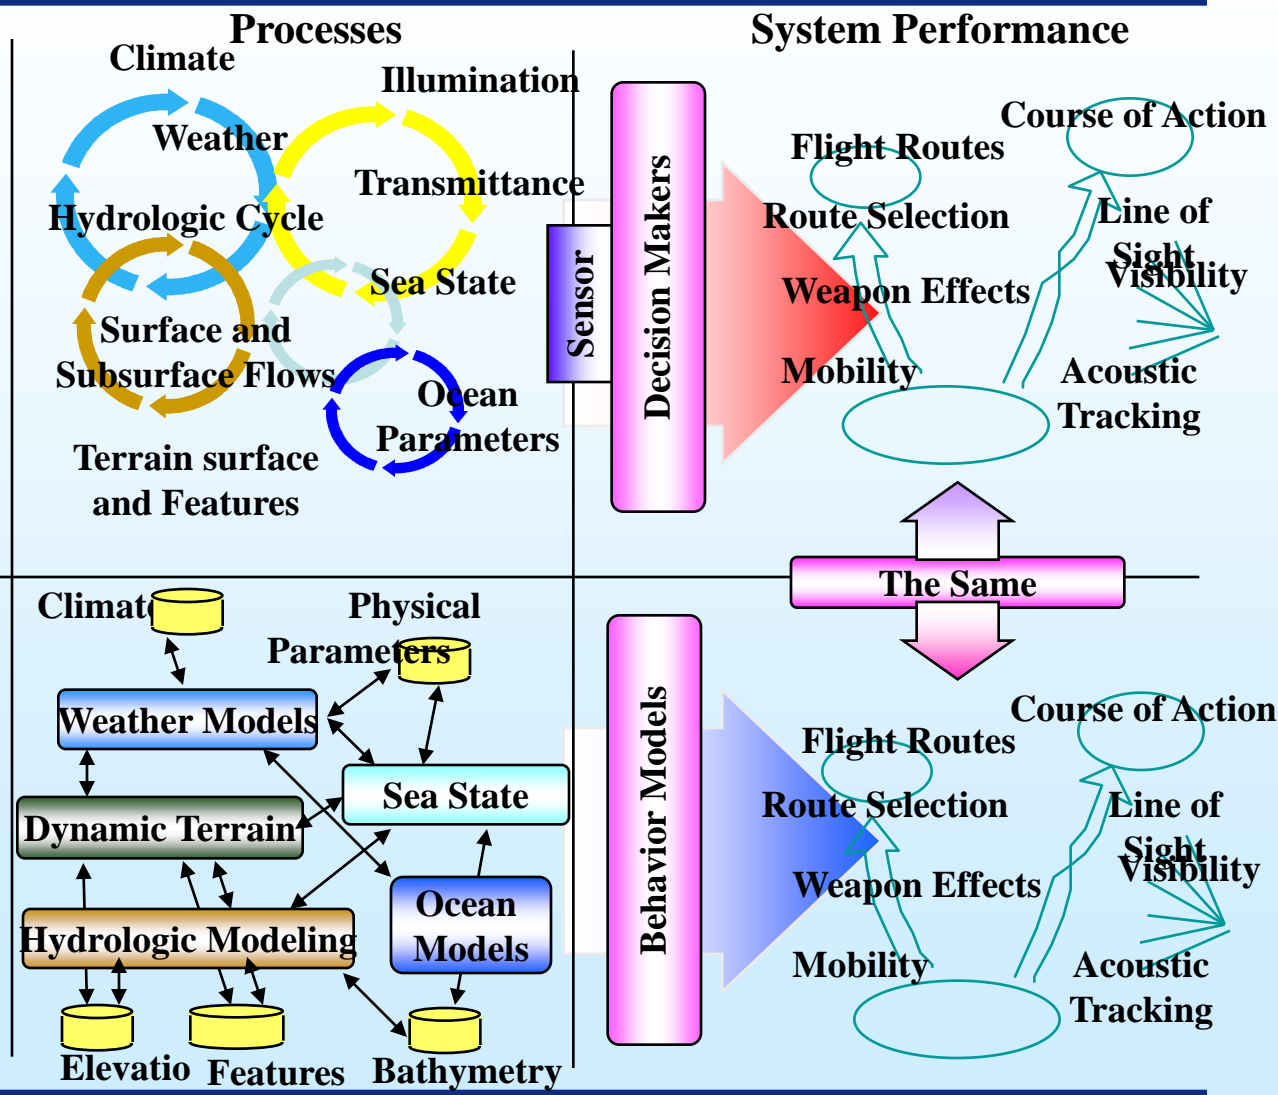 Processes
System Performance
Climate
Illumination
Weather
Transmittance
Hydrologic Cycle
Sea State
Surface and
Subsurface Flows
Ocean
Parameters
Terrain surface
and Features
Sensor
Decision Makers
Course of Action
Flight Routes
Route Selection
Line of
Sight
Visibility
Weapon Effects
Mobility
Acoustic
Tracking
The Same
Climate
Physical
Parameters
Weather Models
Sea State
Dynamic Terrain
Ocean
Models
Hydrologic Modeling
Elevatio
Features
Bathymetry
Behavior Models
Course of Action
Flight Routes
Route Selection
Line of
Sight
Visibility
Weapon Effects
Mobility
Acoustic
Tracking